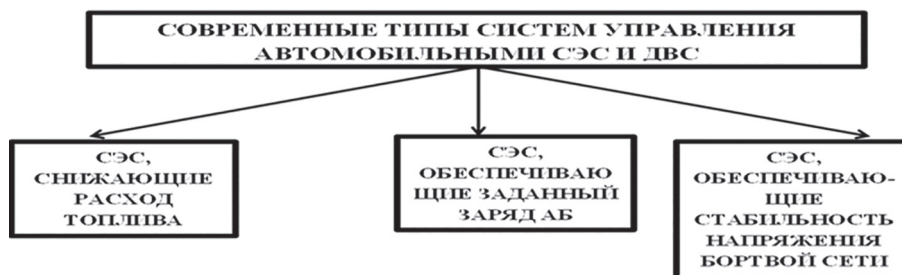 СОВРЕМЕННЫЕ ТИПЫ СИСТЕМ УПРАВЛЕНИЯ
АВТОМОБИЛЬНЫМИ СЭС И ДВС
СЭС,
СНИЖАЮЩИЕ
РАСХОД
ТОПЛИВА
СЭС,
ОБЕСПЕЧИВАЮ
ЩИЕ ЗАДАННЫЙ
ЗАРЯД АБ
СЭС,
ОБЕСПЕЧИВАЮ-
ЩИЕ
СТАБИЛЬНОСТЬ
НАПРЯЖЕНИЯ
БОРТВОЙ СЕТИ